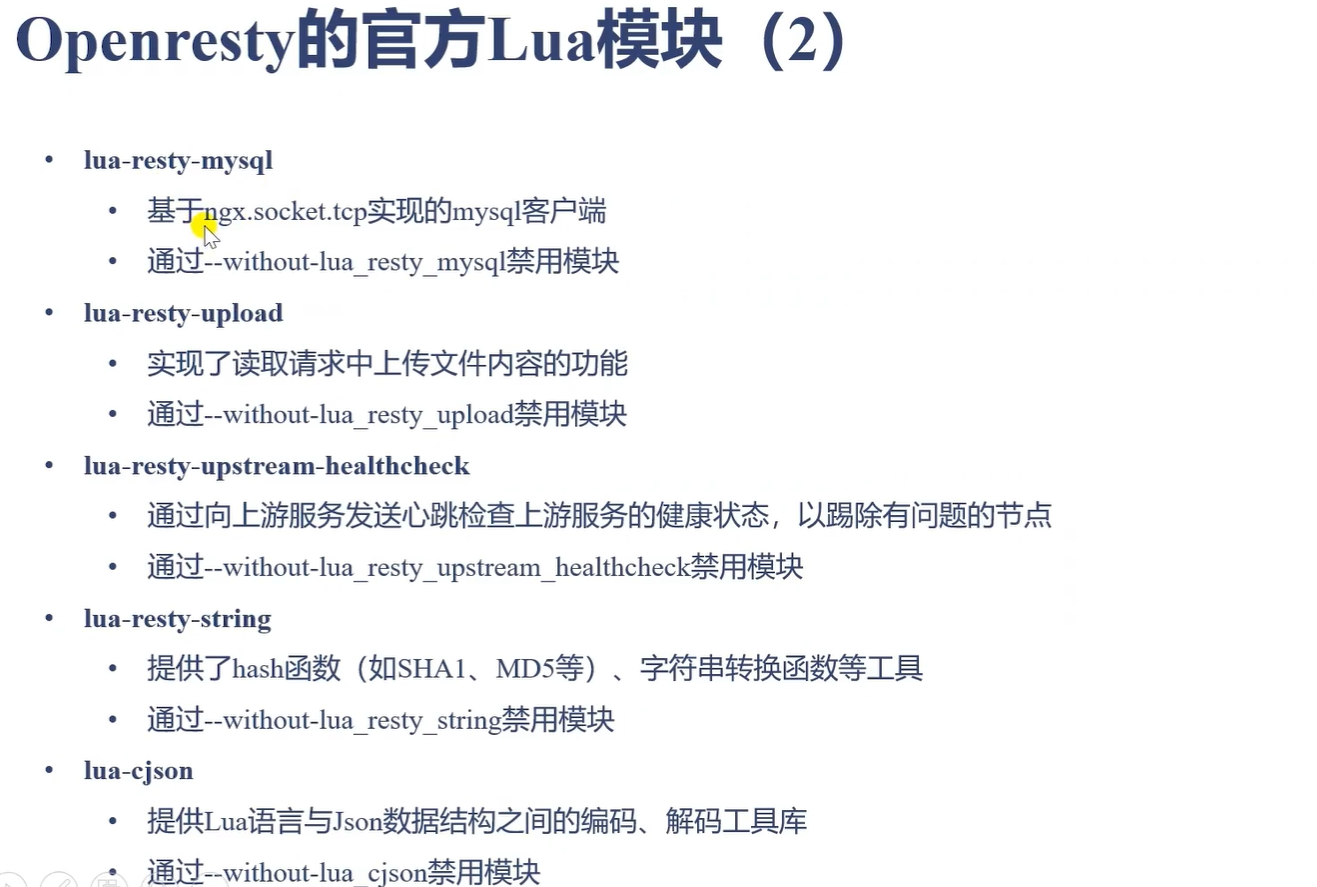 Openresty的官方Lua模块（2）
• lua-resty-mysql
• 基于ngx.socket.tcp实现的mysql客户端
• 通过--without-lua_resty_mysql禁用模块
• lua-resty-upload
• 实现了读取请求中上传文件内容的功能
• 通过--without-lua_resty_upload禁用模块
• lua-resty-upstream-healthcheck
• 通过向上游服务发送心跳检查上游服务的健康状态，以踢除有问题的节点
• 通过--without-lua_resty_upstream_healthcheck禁用模块
• lua-resty-string
• 提供了hash函数（如SHA1、MD5等）、字符串转换函数等工具
• 通过--without-lua_resty_string禁用模块
• lua-cjson
• 提供Lua语言与Json数据结构之间的编码、解码工具库
• 通过--without-lua_cjson禁用模块